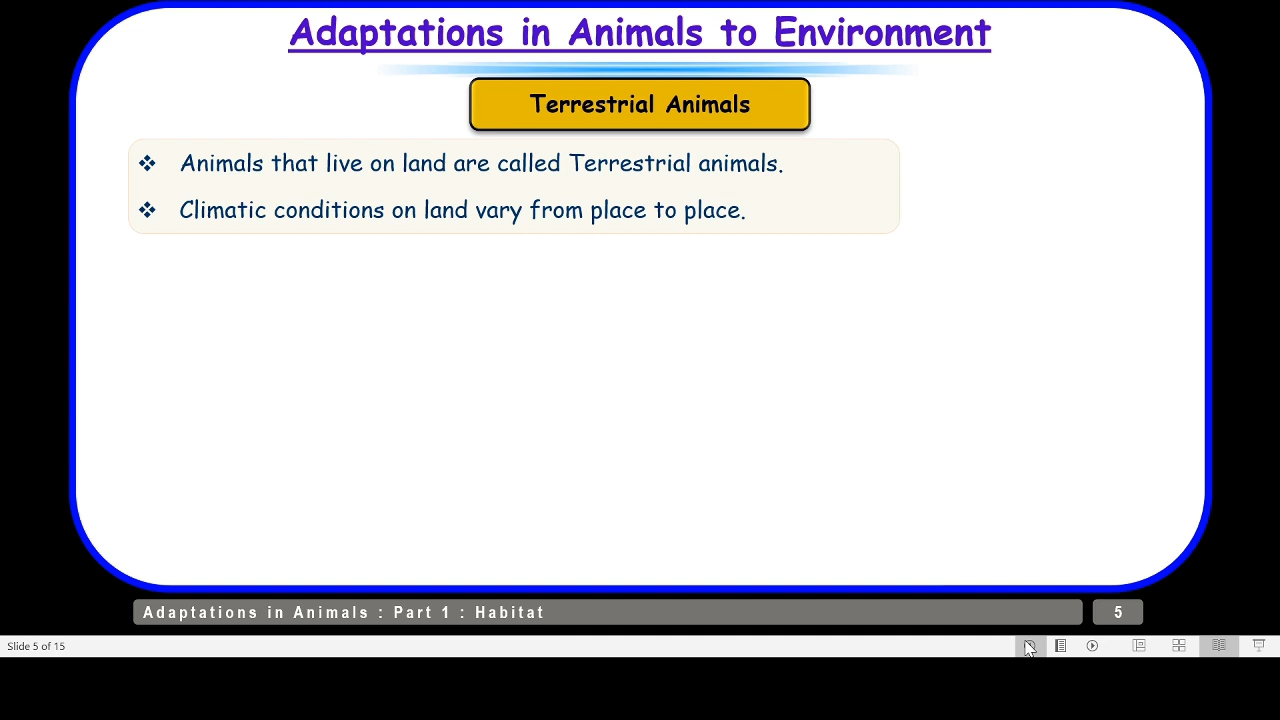 Adaptations in Animals to Environment
Terrestrial Animals
❖ Animals that live on land are called Terrestrial animals.
❖ Climatic conditions on land vary from place to place.
Adaptations in Animals : Part 1 : Habitat
5
Slide 5 of 15